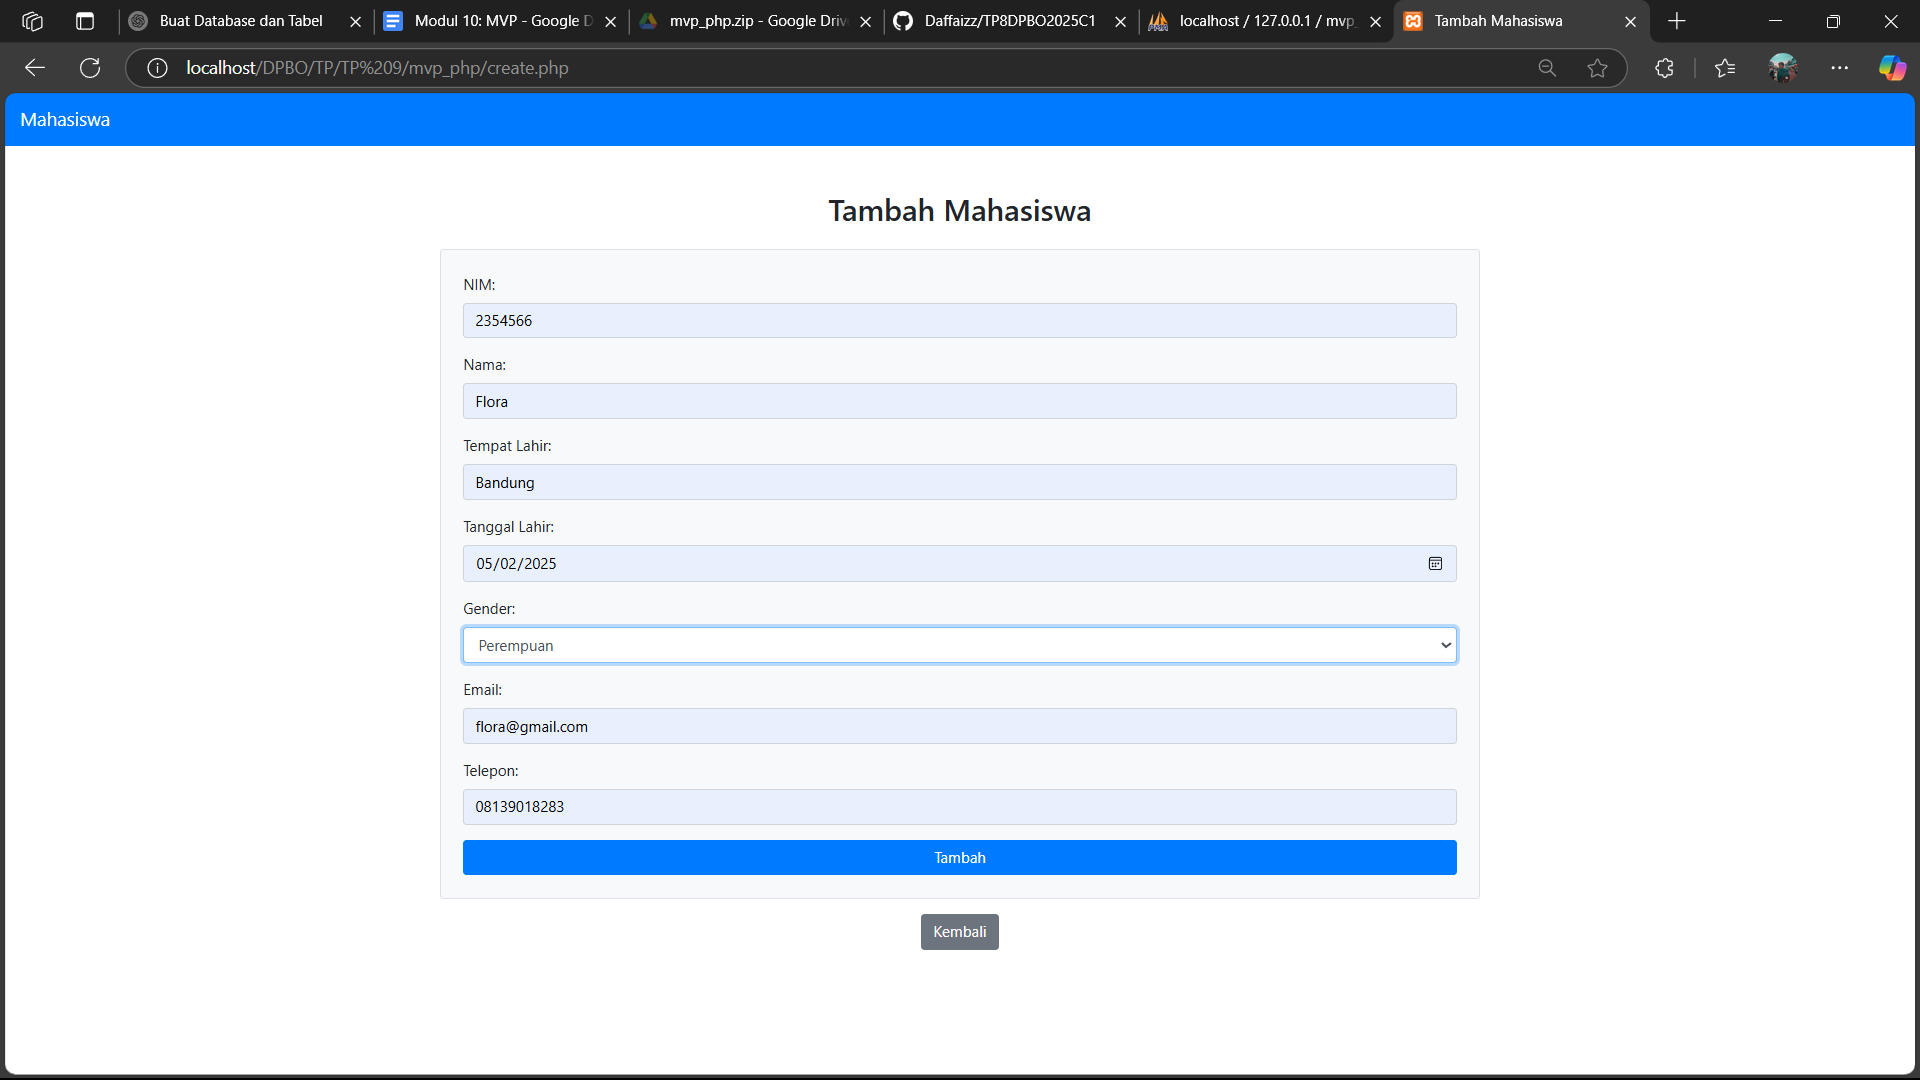 Buat Database dan Tabel
Modul 10: MVP - Google D
mvp_php.zip - Google Driv
Daffaizz/TP8DPBO2025C1
localhost / 127.0.0.1 / mvp_
Tambah Mahasiswa
localhost/DPBO/TP/TP%209/mvp_php/create.php
Mahasiswa
Tambah Mahasiswa
NIM:
2354566
Nama:
Flora
Tempat Lahir:
Bandung
Tanggal Lahir:
05/02/2025
Gender:
Perempuan
Email:
flora@gmail.com
Telepon:
08139018283
Tambah
Kembali